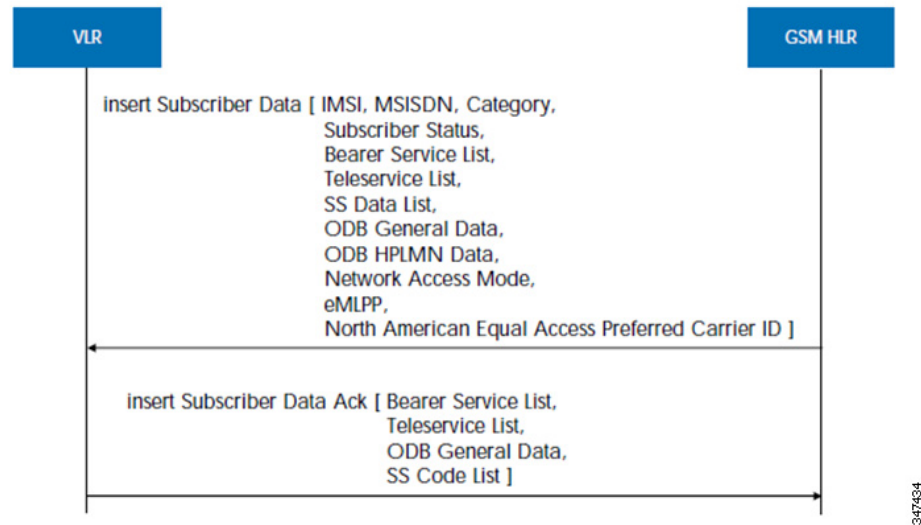 VLR
GSM HLR
insert Subscriber Data [ IMSI, MSISDN, Category,
Subscriber Status,
Bearer Service List,
Teleservice List,
SS Data List,
ODB General Data,
ODB HPLMN Data,
Network Access Mode,
eMLPP,
North American Equal Access Preferred Carrier ID ]
insert Subscriber Data Ack [ Bearer Service List,
Teleservice List,
ODB General Data,
SS Code List ]
347434